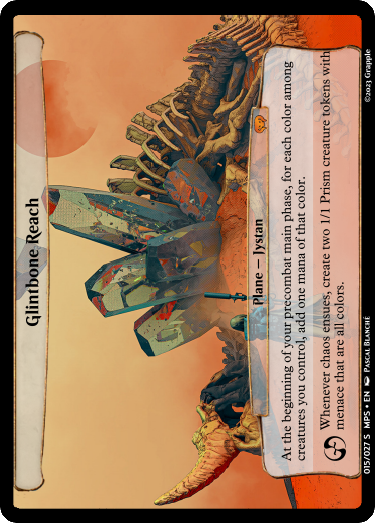 Glintbone Reach
Plane — Jystan
At the beginning of your precombat main phase, for each color among
creatures you control, add one mana of that color.
Whenever chaos ensues, create two 1/1 Prism creature tokens with
menace that are all colors.
015/027 S MPS • EN Pascal Blanché
©2023 Grapple